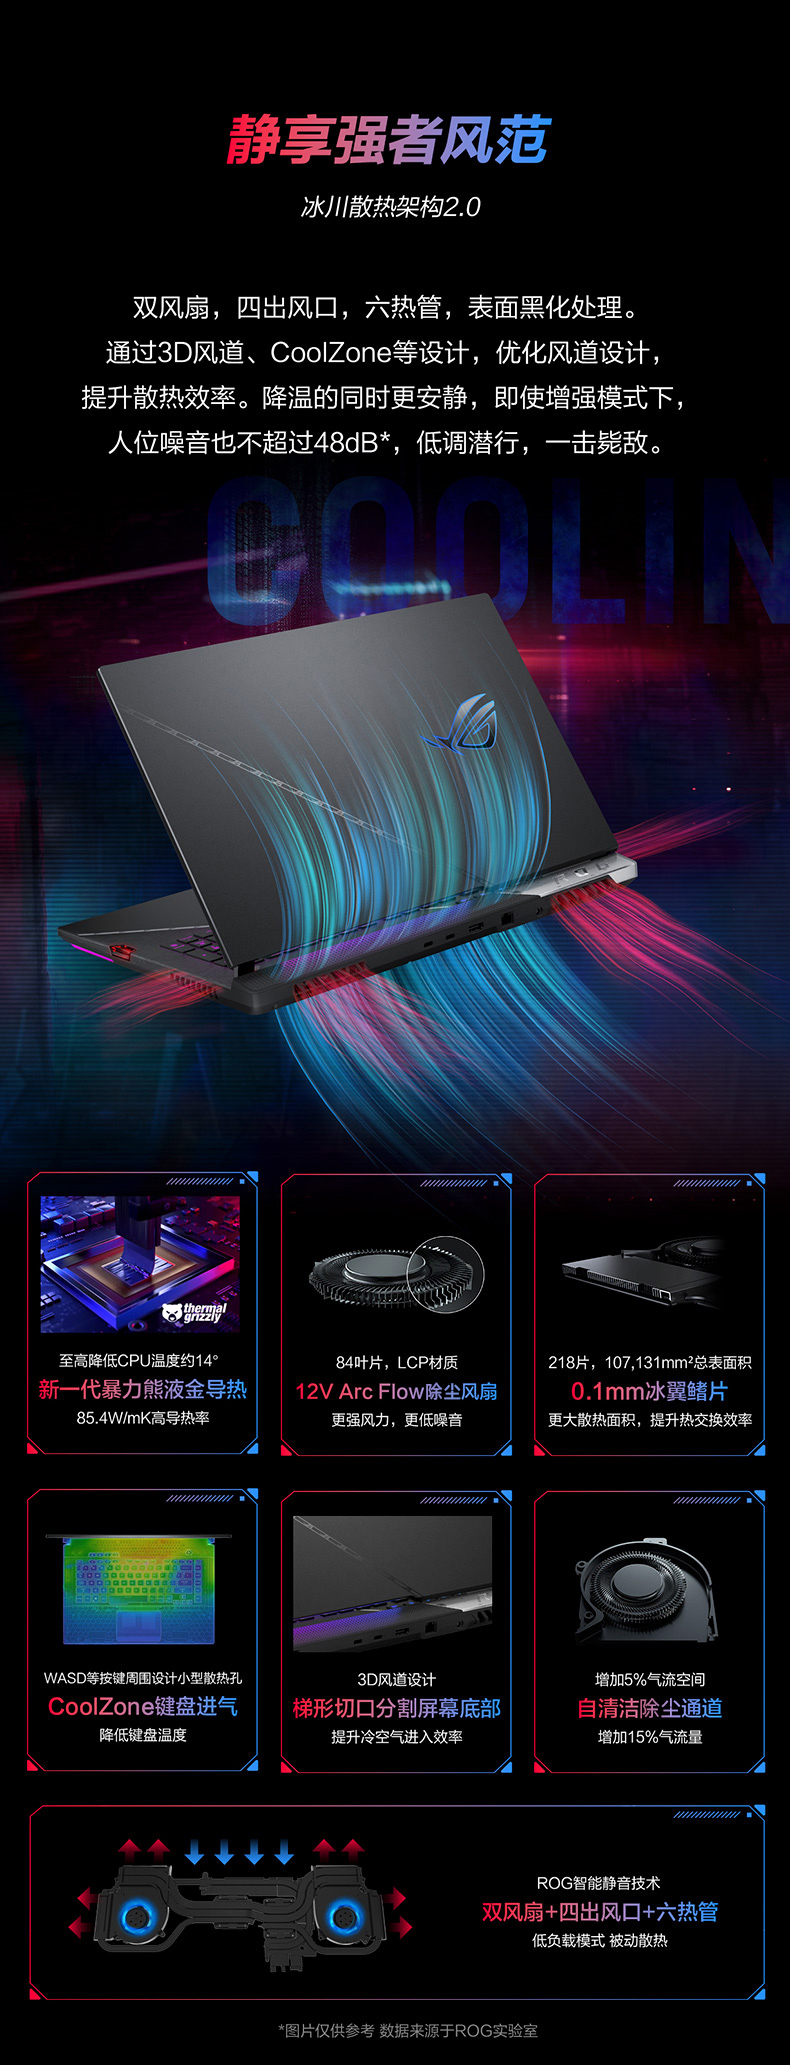 静享强者风范
冰川散热架构2.0
双风扇，四出风口，六热管，表面黑化处理。
通过3D风道、CoolZone等设计，优化风道设计，
提升散热效率。降温的同时更安静，即使增强模式下，
人位噪音也不超过48dB*，低调潜行，一击毙敌。
COOLIN
thermal
grizzly
至高降低CPU温度约14°
新一代暴力熊液金导热
85.4W/mK高导热率
84叶片，LCP材质
12V Arc Flow除尘风扇
更强风力，更低噪音
218片，107,131mm²总表面积
0.1mm冰翼鳍片
更大散热面积，提升热交换效率
WASD等按键周围设计小型散热孔
CoolZone键盘进气
降低键盘温度
3D风道设计
梯形切口分割屏幕底部
提升冷空气进入效率
增加5%气流空间
自清洁除尘通道
增加15%气流量
ROG智能静音技术
双风扇+四出风口+六热管
低负载模式 被动散热
*图片仅供参考 数据来源于ROG实验室